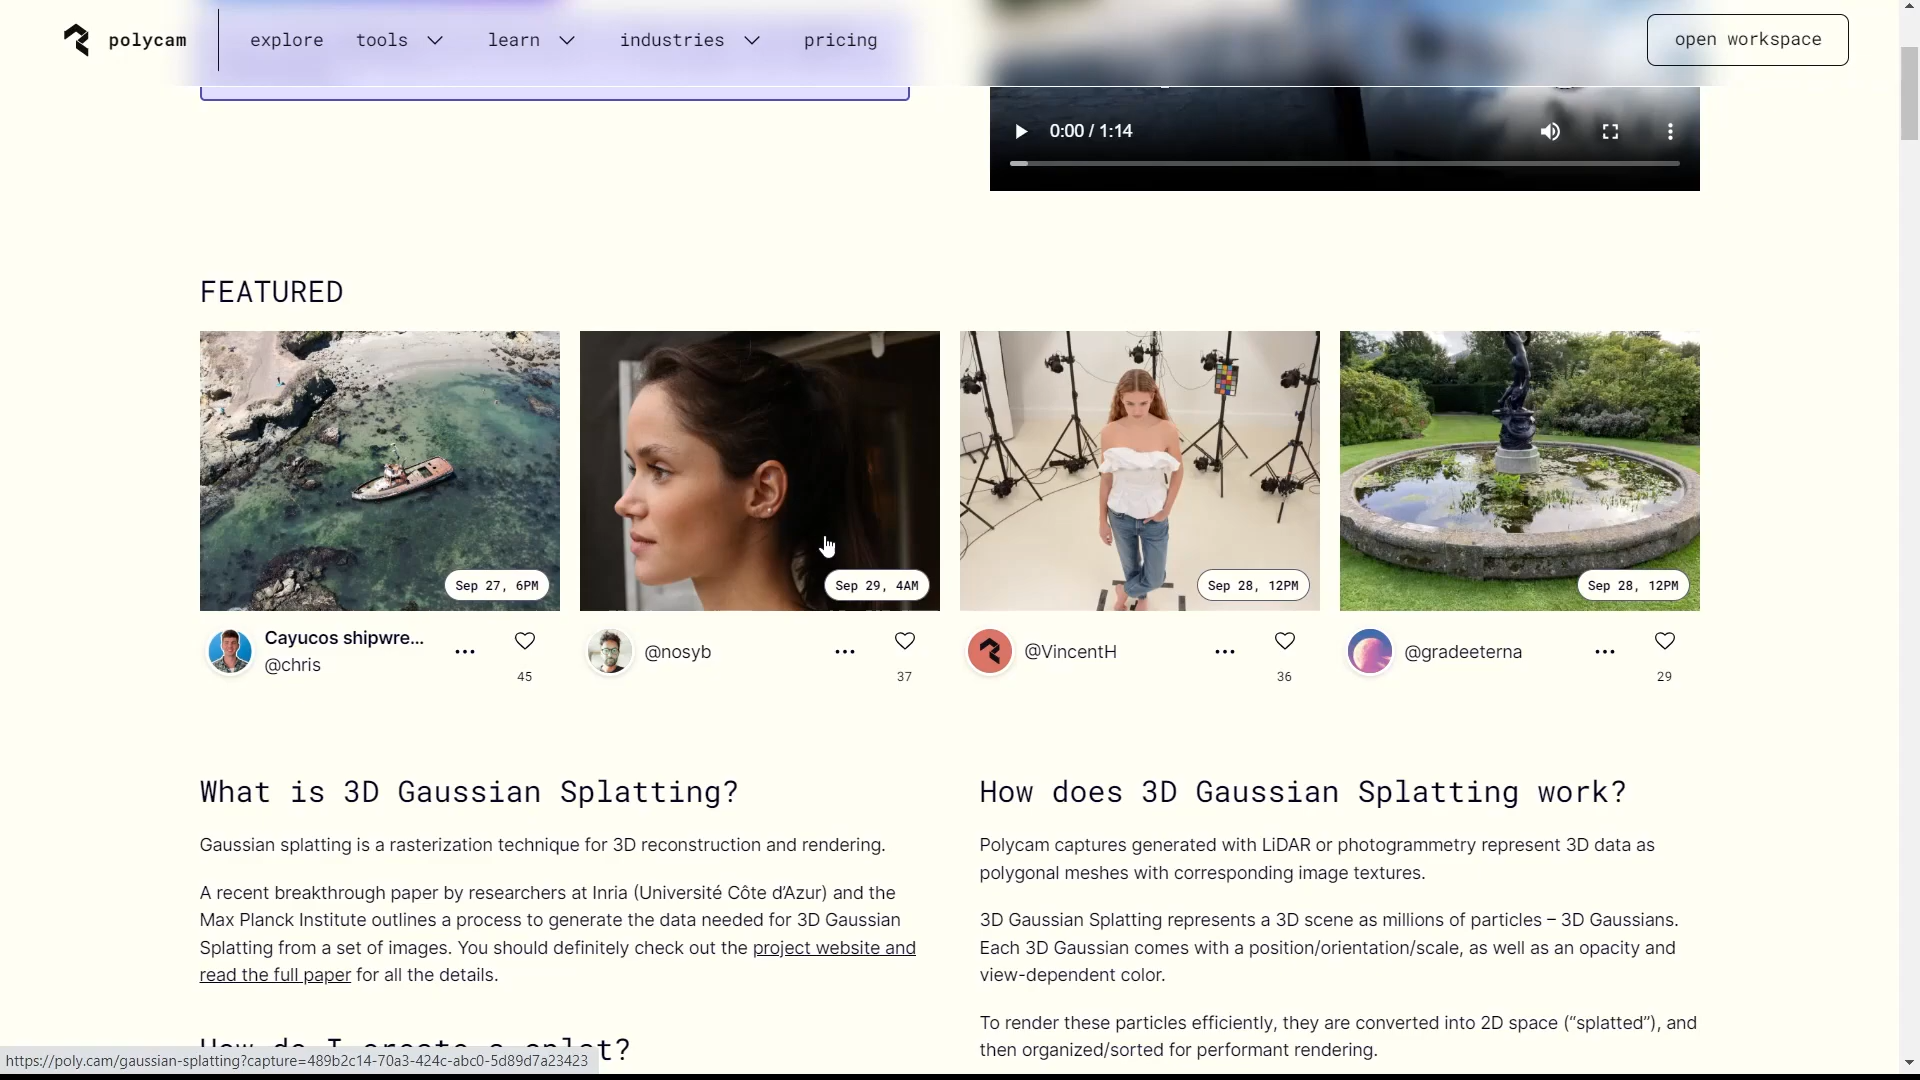 polycam
explore
tools
learn
industries
pricing
open workspace
0:00 / 1:14
FEATURED
Sep 27, 6PM
Sep 29, 4AM
Sep 28, 12PM
Sep 28, 12PM
Cayucos shipwre...
@chris
45
@nosyb
37
@VincentH
36
@gradeeterna
29
What is 3D Gaussian Splatting?
Gaussian splatting is a rasterization technique for 3D reconstruction and rendering.
A recent breakthrough paper by researchers at Inria (Université Côte d’Azur) and the
Max Planck Institute outlines a process to generate the data needed for 3D Gaussian
Splatting from a set of images. You should definitely check out the project website and
read the full paper for all the details.
How do I create a splat?
How does 3D Gaussian Splatting work?
Polycam captures generated with LiDAR or photogrammetry represent 3D data as
polygonal meshes with corresponding image textures.
3D Gaussian Splatting represents a 3D scene as millions of particles – 3D Gaussians.
Each 3D Gaussian comes with a position/orientation/scale, as well as an opacity and
view-dependent color.
To render these particles efficiently, they are converted into 2D space (“splatted”), and
then organized/sorted for performant rendering.
https://poly.cam/gaussian-splatting?capture=489b2c14-70a3-424c-abc0-5d89d7a23423